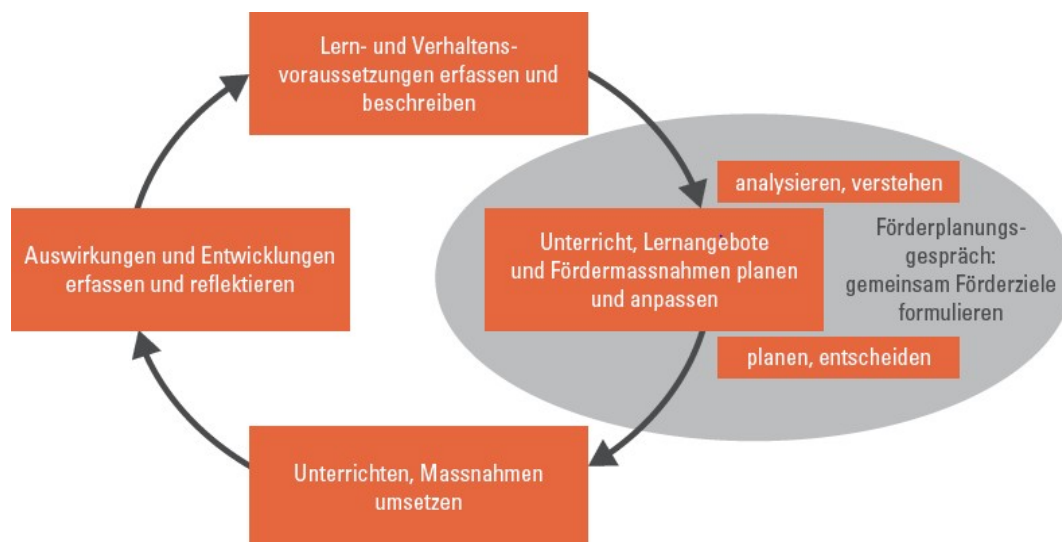 Lern- und Verhaltens-
voraussetzungen erfassen und
beschreiben
analysieren, verstehen
Unterricht, Lernangebote
und Fördermassnahmen planen
und anpassen
Förderplanungs-
gespräch:
gemeinsam Förderziele
formulieren
planen, entscheiden
Unterrichten, Massnahmen
umsetzen
Auswirkungen und Entwicklungen
erfassen und reflektieren